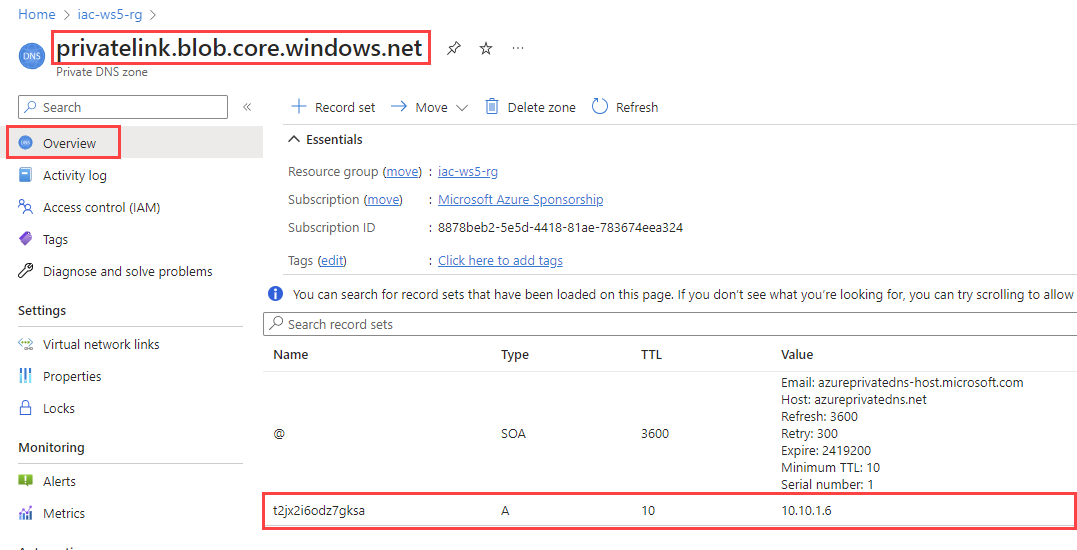 Home > iac-ws5-rg >
DNS
privatelink.blob.core.windows.net
Private DNS zone
Search
«
Overview
Activity log
Access control (IAM)
Tags
Diagnose and solve problems
Settings
Virtual network links
Properties
Locks
Monitoring
Alerts
Metrics
Record set
Move
Delete zone
Refresh
Essentials
Resource group (move) : iac-ws5-rg
Subscription (move) : Microsoft Azure Sponsorship
Subscription ID : 8878beb2-5e5d-4418-81ae-783674eea324
Tags (edit) : Click here to add tags
You can search for record sets that have been loaded on this page. If you don't see what you're looking for, you can try scrolling to allow
Search record sets
Name Type TTL Value
@ SOA 3600
Email: azureprivatedns-host.microsoft.com
Host: azureprivatedns.net
Refresh: 3600
Retry: 300
Expire: 2419200
Minimum TTL: 10
Serial number: 1
t2jx2i6odz7gksa A 10 10.10.1.6